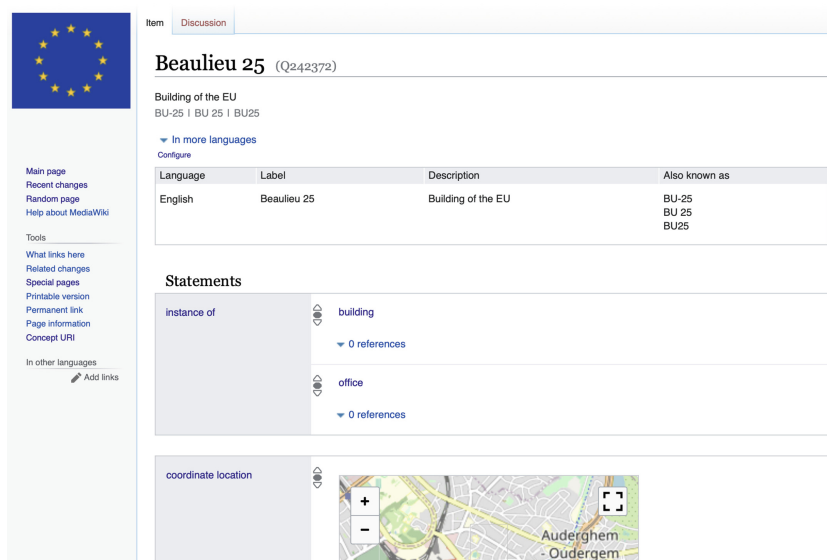 Item Discussion
Beaulieu 25 (Q242372)
Building of the EU
BU-25 | BU 25 | BU25
In more languages
Configure
Language Label Description Also known as
English Beaulieu 25 Building of the EU BU-25
BU 25
BU25
Main page
Recent changes
Random page
Help about MediaWiki
Tools
What links here
Related changes
Special pages
Printable version
Permanent link
Page information
Concept URI
In other languages
Add links
Statements
instance of
building
0 references
office
0 references
coordinate location
+
−
Auderghem
- Oudergem